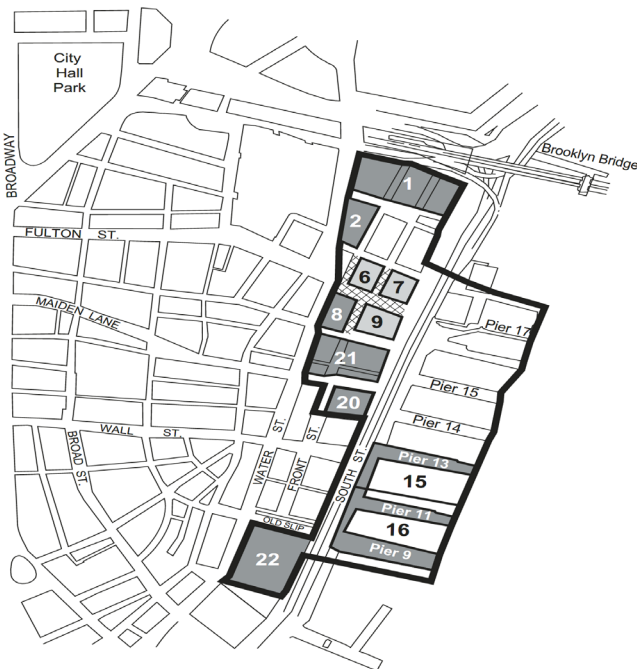 City
Hall
Park
BROADWAY
Brooklyn Bridge
1
2
FULTON ST.
6
7
MAIDEN LANE
8
9
Pier 17
21
Pier 15
20
WALL ST.
Pier 14
BROAD ST.
WATER ST.
FRONT ST.
SOUTH ST.
Pier 13
15
Pier 11
16
OLD SLIP
Pier 9
22